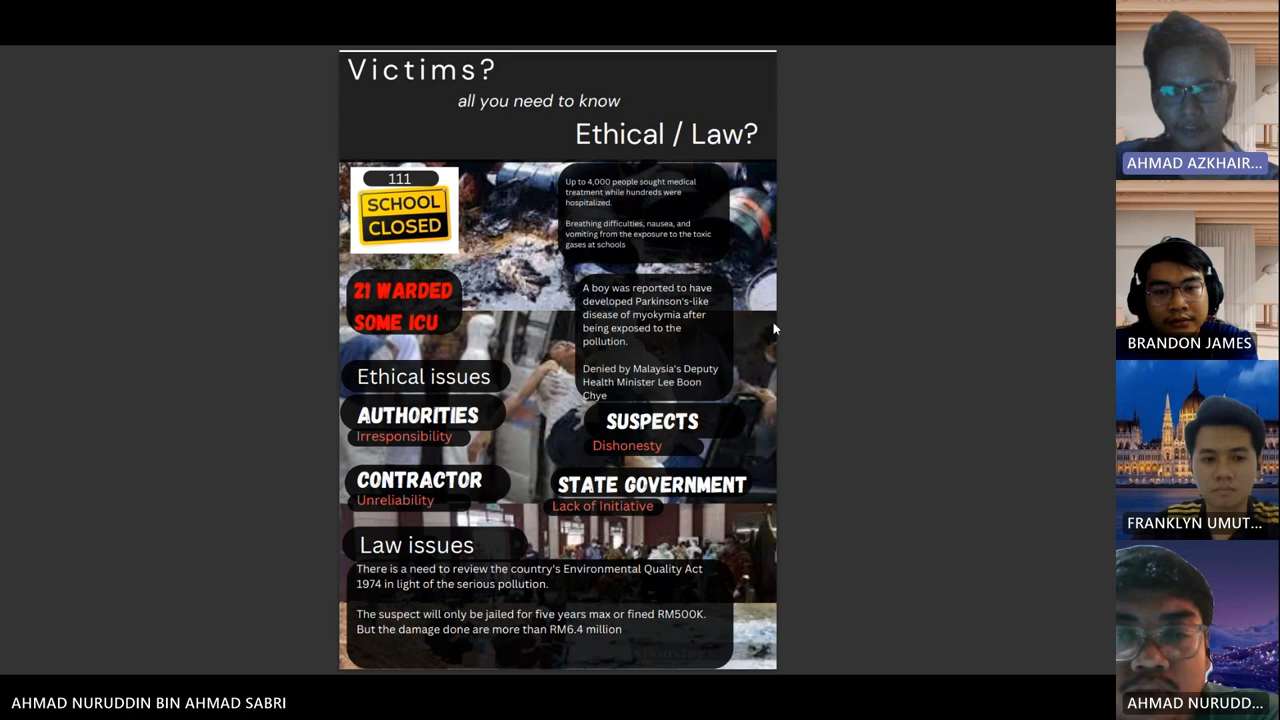 Victims?
all you need to know
Ethical / Law?
111
SCHOOL
CLOSED
Up to 4,000 people sought medical
treatment while hundreds were
hospitalized.
Breathing difficulties, nausea, and
vomiting from the exposure to the toxic
gases at schools
21 WARDED
SOME ICU
A boy was reported to have
developed Parkinson's-like
disease of myokymia after
being exposed to the
pollution.
Denied by Malaysia's Deputy
Health Minister Lee Boon
Chye
Ethical issues
AUTHORITIES
Irresponsibility
SUSPECTS
Dishonesty
CONTRACTOR
Unreliability
STATE GOVERNMENT
Lack of Initiative
Law issues
There is a need to review the country's Environmental Quality Act
1974 in light of the serious pollution.
The suspect will only be jailed for five years max or fined RM500K.
But the damage done are more than RM6.4 million
AHMAD AZKHAIR...
BRANDON JAMES
FRANKLYN UMUT...
AHMAD NURUDD...
AHMAD NURUDDIN BIN AHMAD SABRI